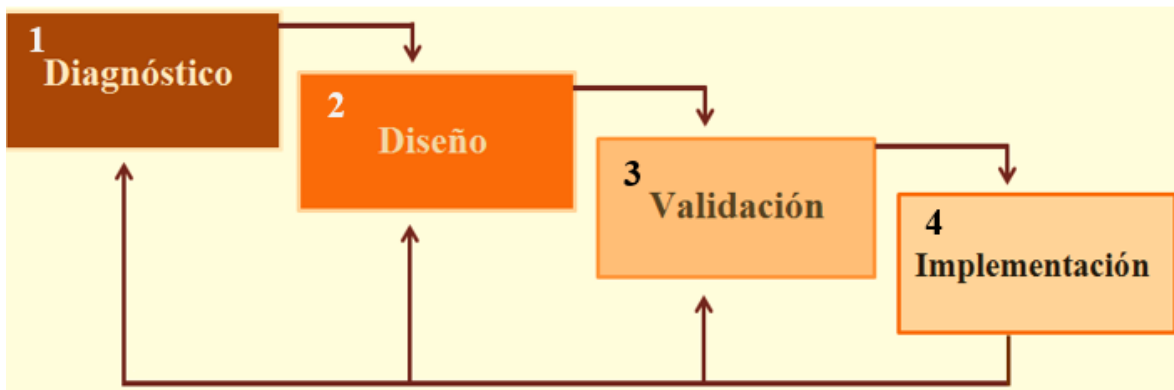 1
Diagnóstico
2
Diseño
3
Validación
4
Implementación